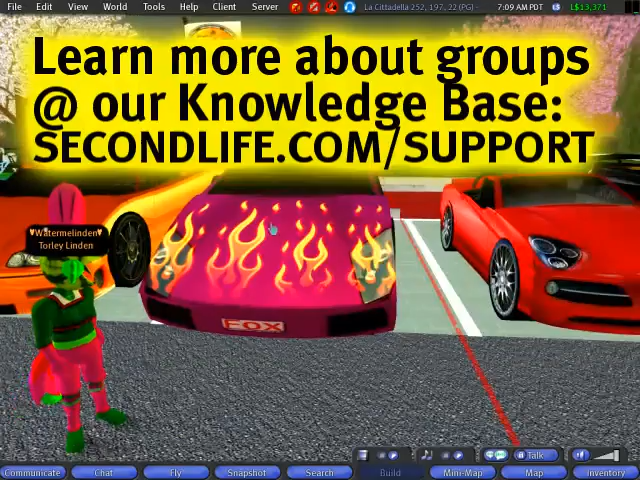 File Edit View World Tools Help Client Server La Cittadella 252, 197, 22 (PG) - 7:09 AM PDT L$13,371
Learn more about groups
@ our Knowledge Base:
SECONDLIFE.COM/SUPPORT
♥Watermelinden♥
Torley Linden
FOX
Talk
Communicate Chat Fly Snapshot Search Build Mini-Map Map Inventory